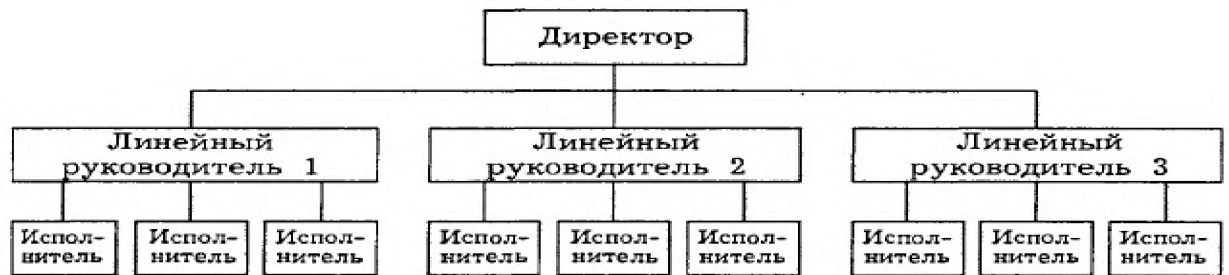 Директор
Линейный
руководитель 1
Линейный
руководитель 2
Линейный
руководитель 3
Испол-
нитель
Испол-
нитель
Испол-
нитель
Испол-
нитель
Испол-
нитель
Испол-
нитель
Испол-
нитель
Испол-
нитель
Испол-
нитель